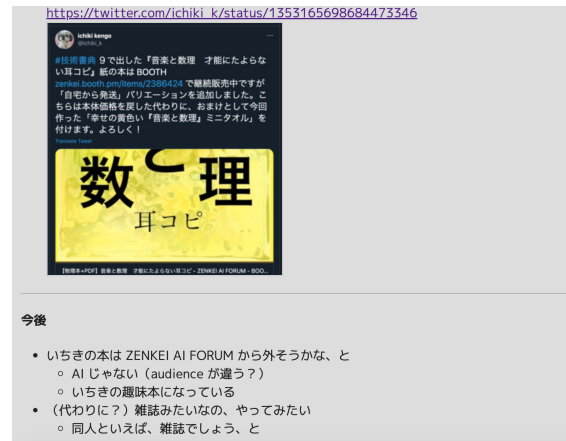 https://twitter.com/ichiki_k/status/1353165698684473346
ichiki kengo
@ichiki_k
#技術書典 9で出した『音楽と数理 才能にたよらな
い耳コピ』紙の本は BOOTH
zenkei.booth.pm/items/2386424 で継続販売中ですが
「自宅から発送」バリエーションを追加しました。こ
ちらは本体価格を戻した代わりに、おまけとして今回
作った「幸せの黄色い『音楽と数理』ミニタオル」を
付けます。よろしく！
Translate Tweet
と
数 理
耳コピ
【物理本+PDF】音楽と数理 才能にたよらない耳コピ - ZENKEI AI FORUM - BOO...
今後
• いちきの本は ZENKEI AI FORUM から外そうかな、と
◦ AI じゃない（audience が違う？）
◦ いちきの趣味本になっている
• （代わりに？）雑誌みたいなの、やってみたい
◦ 同人といえば、雑誌でしょう、と